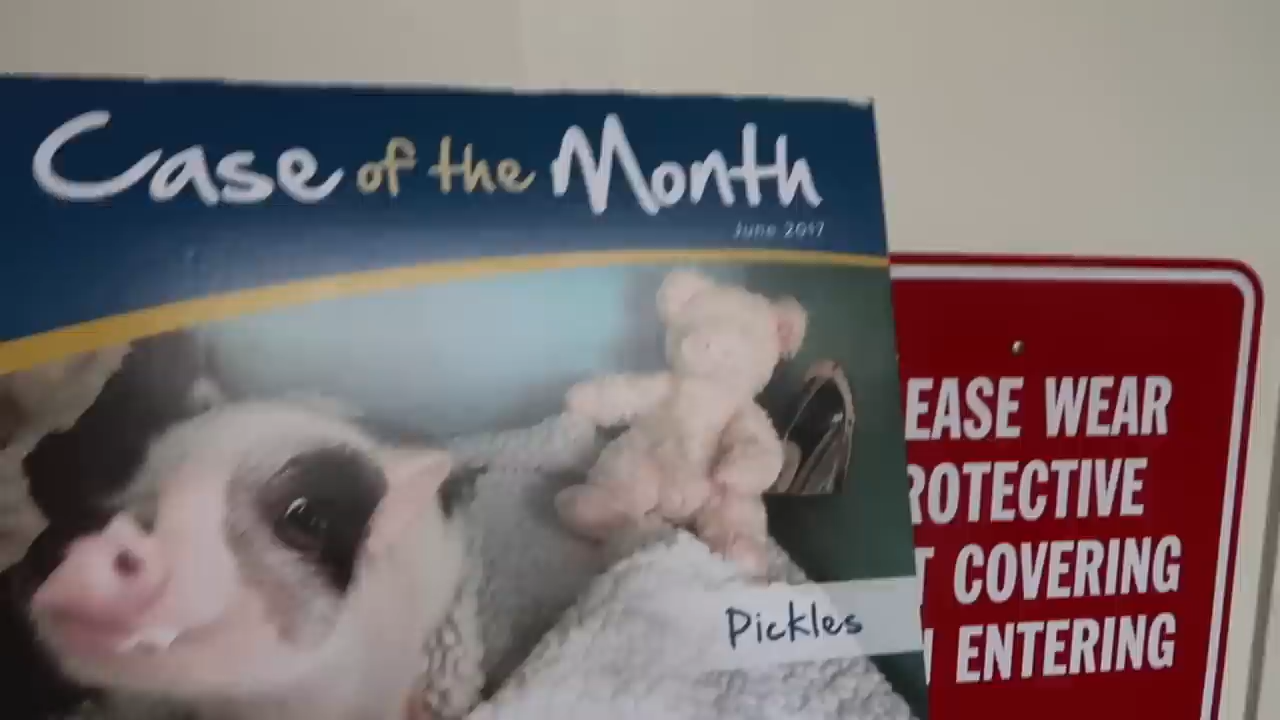 Case of the Month
June 2017
Pickles
EASE WEAR
ROTECTIVE
T COVERING
ENTERING